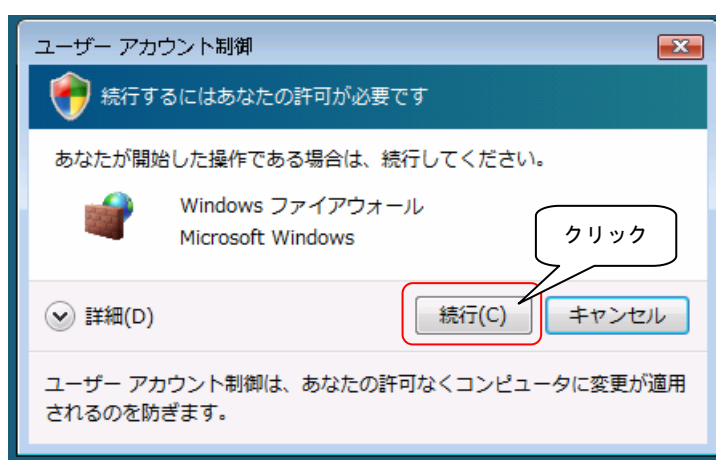 ユーザー アカウント制御
続行するにはあなたの許可が必要です
あなたが開始した操作である場合は、続行してください。
Windows ファイアウォール
Microsoft Windows
クリック
詳細(D)
続行(C)
キャンセル
ユーザー アカウント制御は、あなたの許可なくコンピュータに変更が適用
されるのを防ぎます。